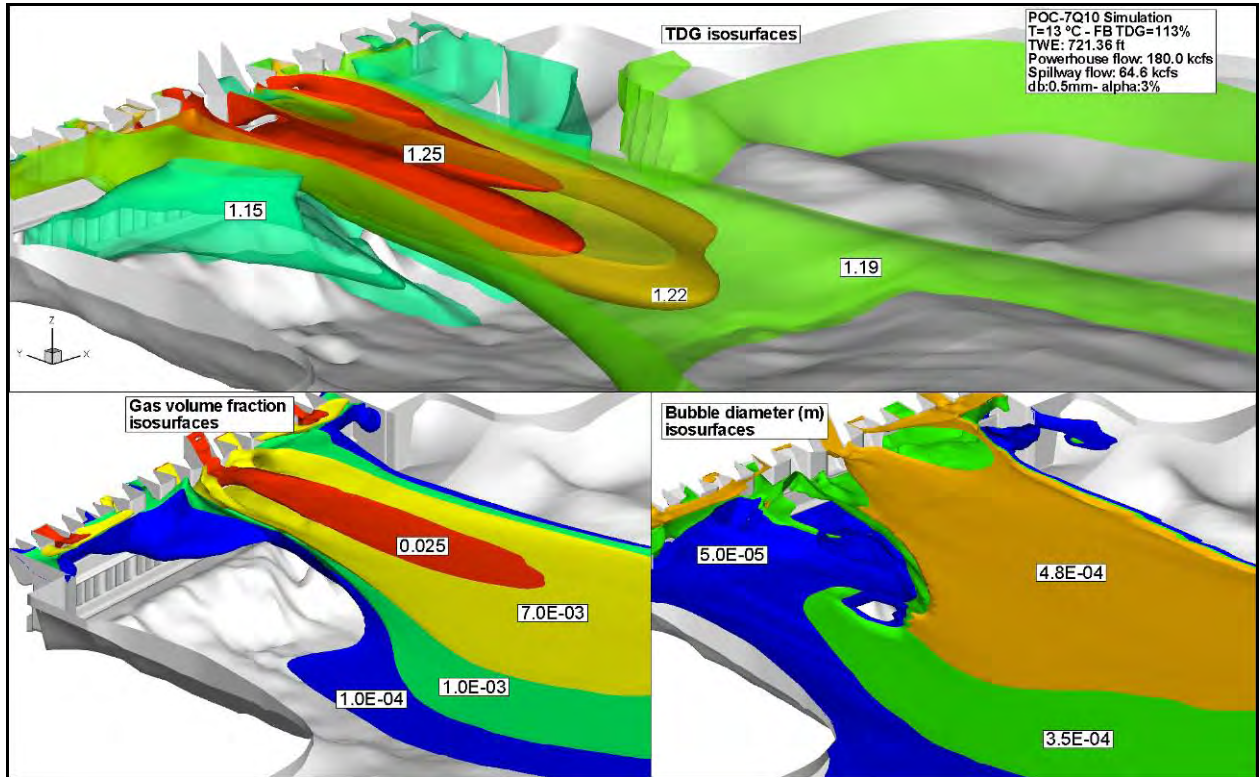 TDG isosurfaces
POC-7Q10 Simulation
T=13 ºC - FB TDG=113%
TWE: 721.36 ft
Powerhouse flow: 180.0 kcfs
Spillway flow: 64.6 kcfs
db:0.5mm- alpha:3%
1.25
1.15
1.19
1.22
Z
Y
X
Gas volume fraction
isosurfaces
0.025
7.0E-03
1.0E-03
1.0E-04
Bubble diameter (m)
isosurfaces
5.0E-05
4.8E-04
3.5E-04